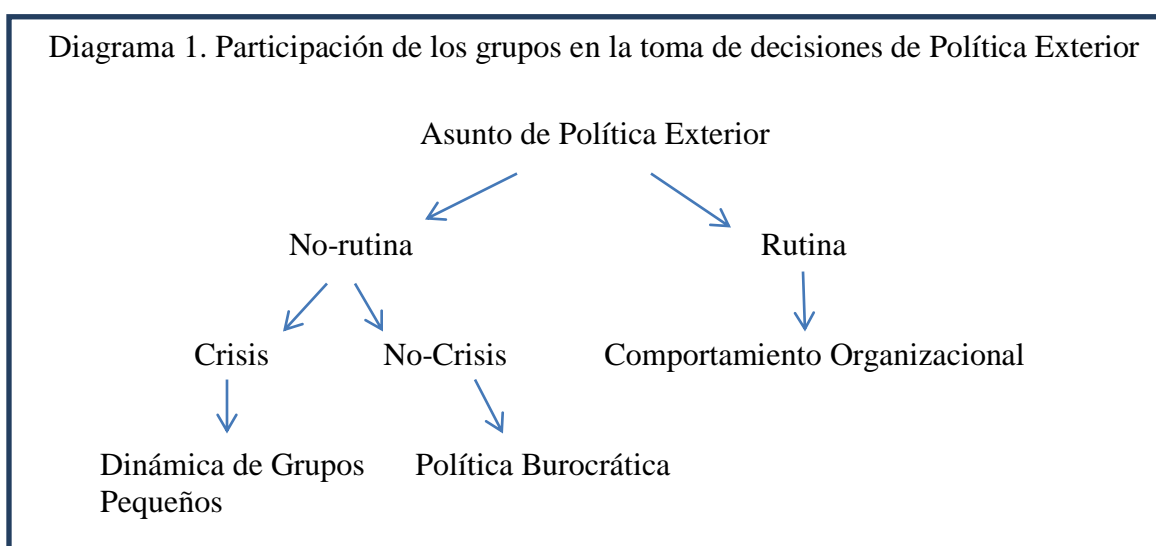 Diagrama 1. Participación de los grupos en la toma de decisiones de Política Exterior
Asunto de Política Exterior
No-rutina
Rutina
Crisis
No-Crisis
Comportamiento Organizacional
Dinámica de Grupos
Pequeños
Política Burocrática